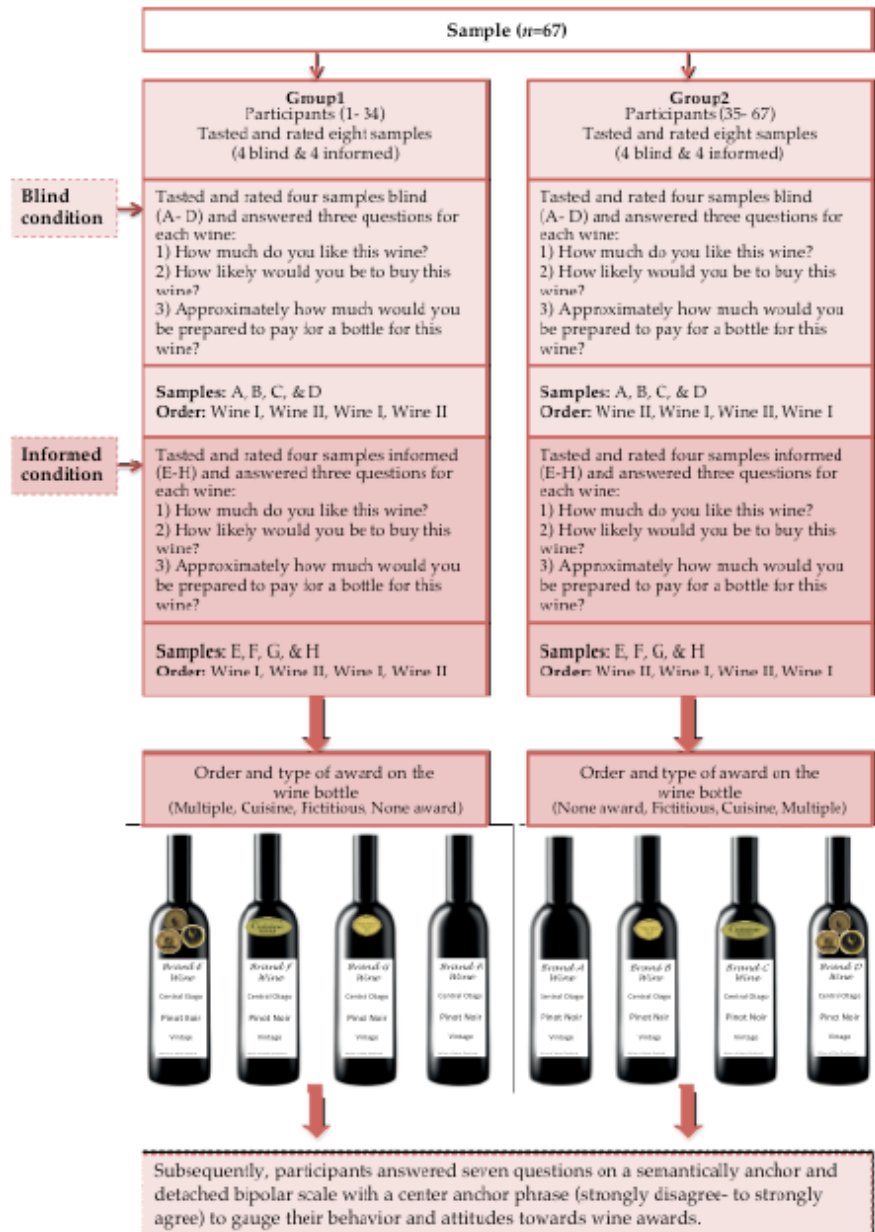 Sample (n=67)
Group1
Participants (1- 34)
Tasted and rated eight samples
(4 blind & 4 informed)
Group2
Participants (35- 67)
Tasted and rated eight samples
(4 blind & 4 informed)
Blind
condition
Tasted and rated four samples blind
(A- D) and answered three questions for
each wine:
1) How much do you like this wine?
2) How likely would you be to buy this
wine?
3) Approximately how much would you
be prepared to pay for a bottle for this
wine?
Tasted and rated four samples blind
(A- D) and answered three questions for
each wine:
1) How much do you like this wine?
2) How likely would you be to buy this
wine?
3) Approximately how much would you
be prepared to pay for a bottle for this
wine?
Samples: A, B, C, & D
Order: Wine I, Wine II, Wine I, Wine II
Samples: A, B, C, & D
Order: Wine II, Wine I, Wine II, Wine I
Informed
condition
Tasted and rated four samples informed
(E-H) and answered three questions for
each wine:
1) How much do you like this wine?
2) How likely would you be to buy this
wine?
3) Approximately how much would you
be prepared to pay for a bottle for this
wine?
Tasted and rated four samples informed
(E-H) and answered three questions for
each wine:
1) How much do you like this wine?
2) How likely would you be to buy this
wine?
3) Approximately how much would you
be prepared to pay for a bottle for this
wine?
Samples: E, F, G, & H
Order: Wine I, Wine II, Wine I, Wine II
Samples: E, F, G, & H
Order: Wine II, Wine I, Wine II, Wine I
Order and type of award on the
wine bottle
(Multiple, Cuisine, Fictitious, None award)
Order and type of award on the
wine bottle
(None award, Fictitious, Cuisine, Multiple)
Cuisine
Brand-E
Wine
Central Otago
Pinot Noir
Vintage
Brand-F
Wine
Central Otago
Pinot Noir
Vintage
Brand-G
Wine
Central Otago
Pinot Noir
Vintage
Brand-H
Wine
Central Otago
Pinot Noir
Vintage
Brand-A
Wine
Central Otago
Pinot Noir
Vintage
Brand-B
Wine
Central Otago
Pinot Noir
Vintage
Cuisine
Brand-C
Wine
Central Otago
Pinot Noir
Vintage
Brand-D
Wine
Central Otago
Pinot Noir
Vintage
Subsequently, participants answered seven questions on a semantically anchor and
detached bipolar scale with a center anchor phrase (strongly disagree- to strongly
agree) to gauge their behavior and attitudes towards wine awards.